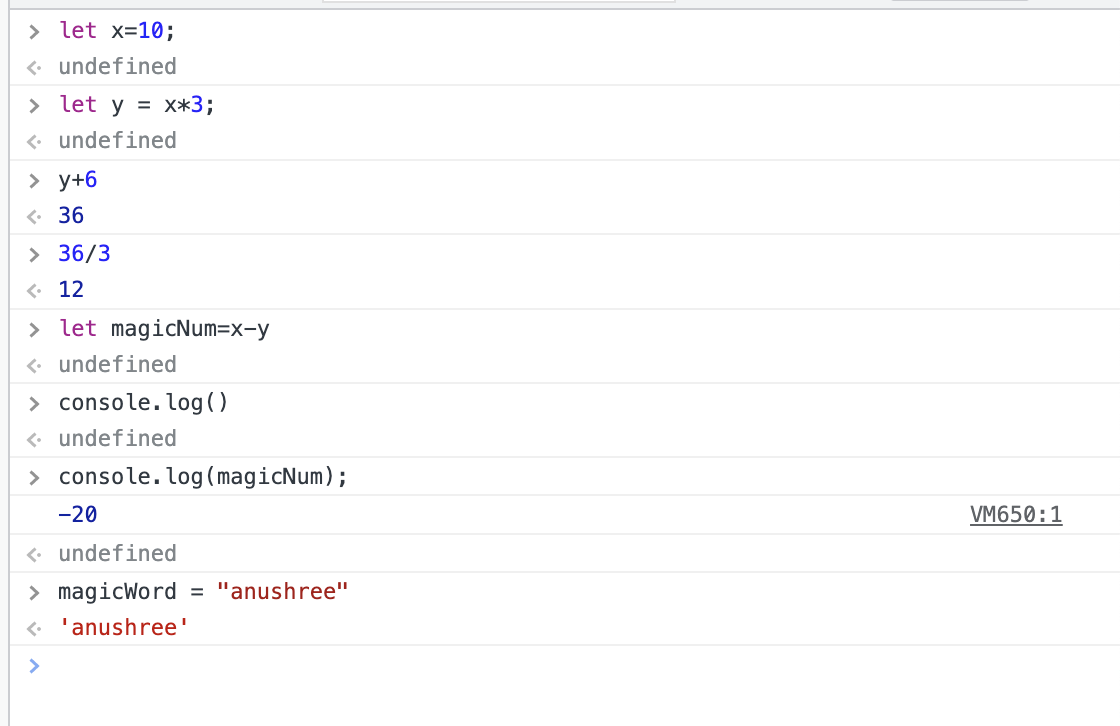 let x=10;
undefined
let y = x*3;
undefined
y+6
36
36/3
12
let magicNum=x-y
undefined
console.log()
undefined
console.log(magicNum);
-20 VM650:1
undefined
magicWord = "anushree"
'anushree'